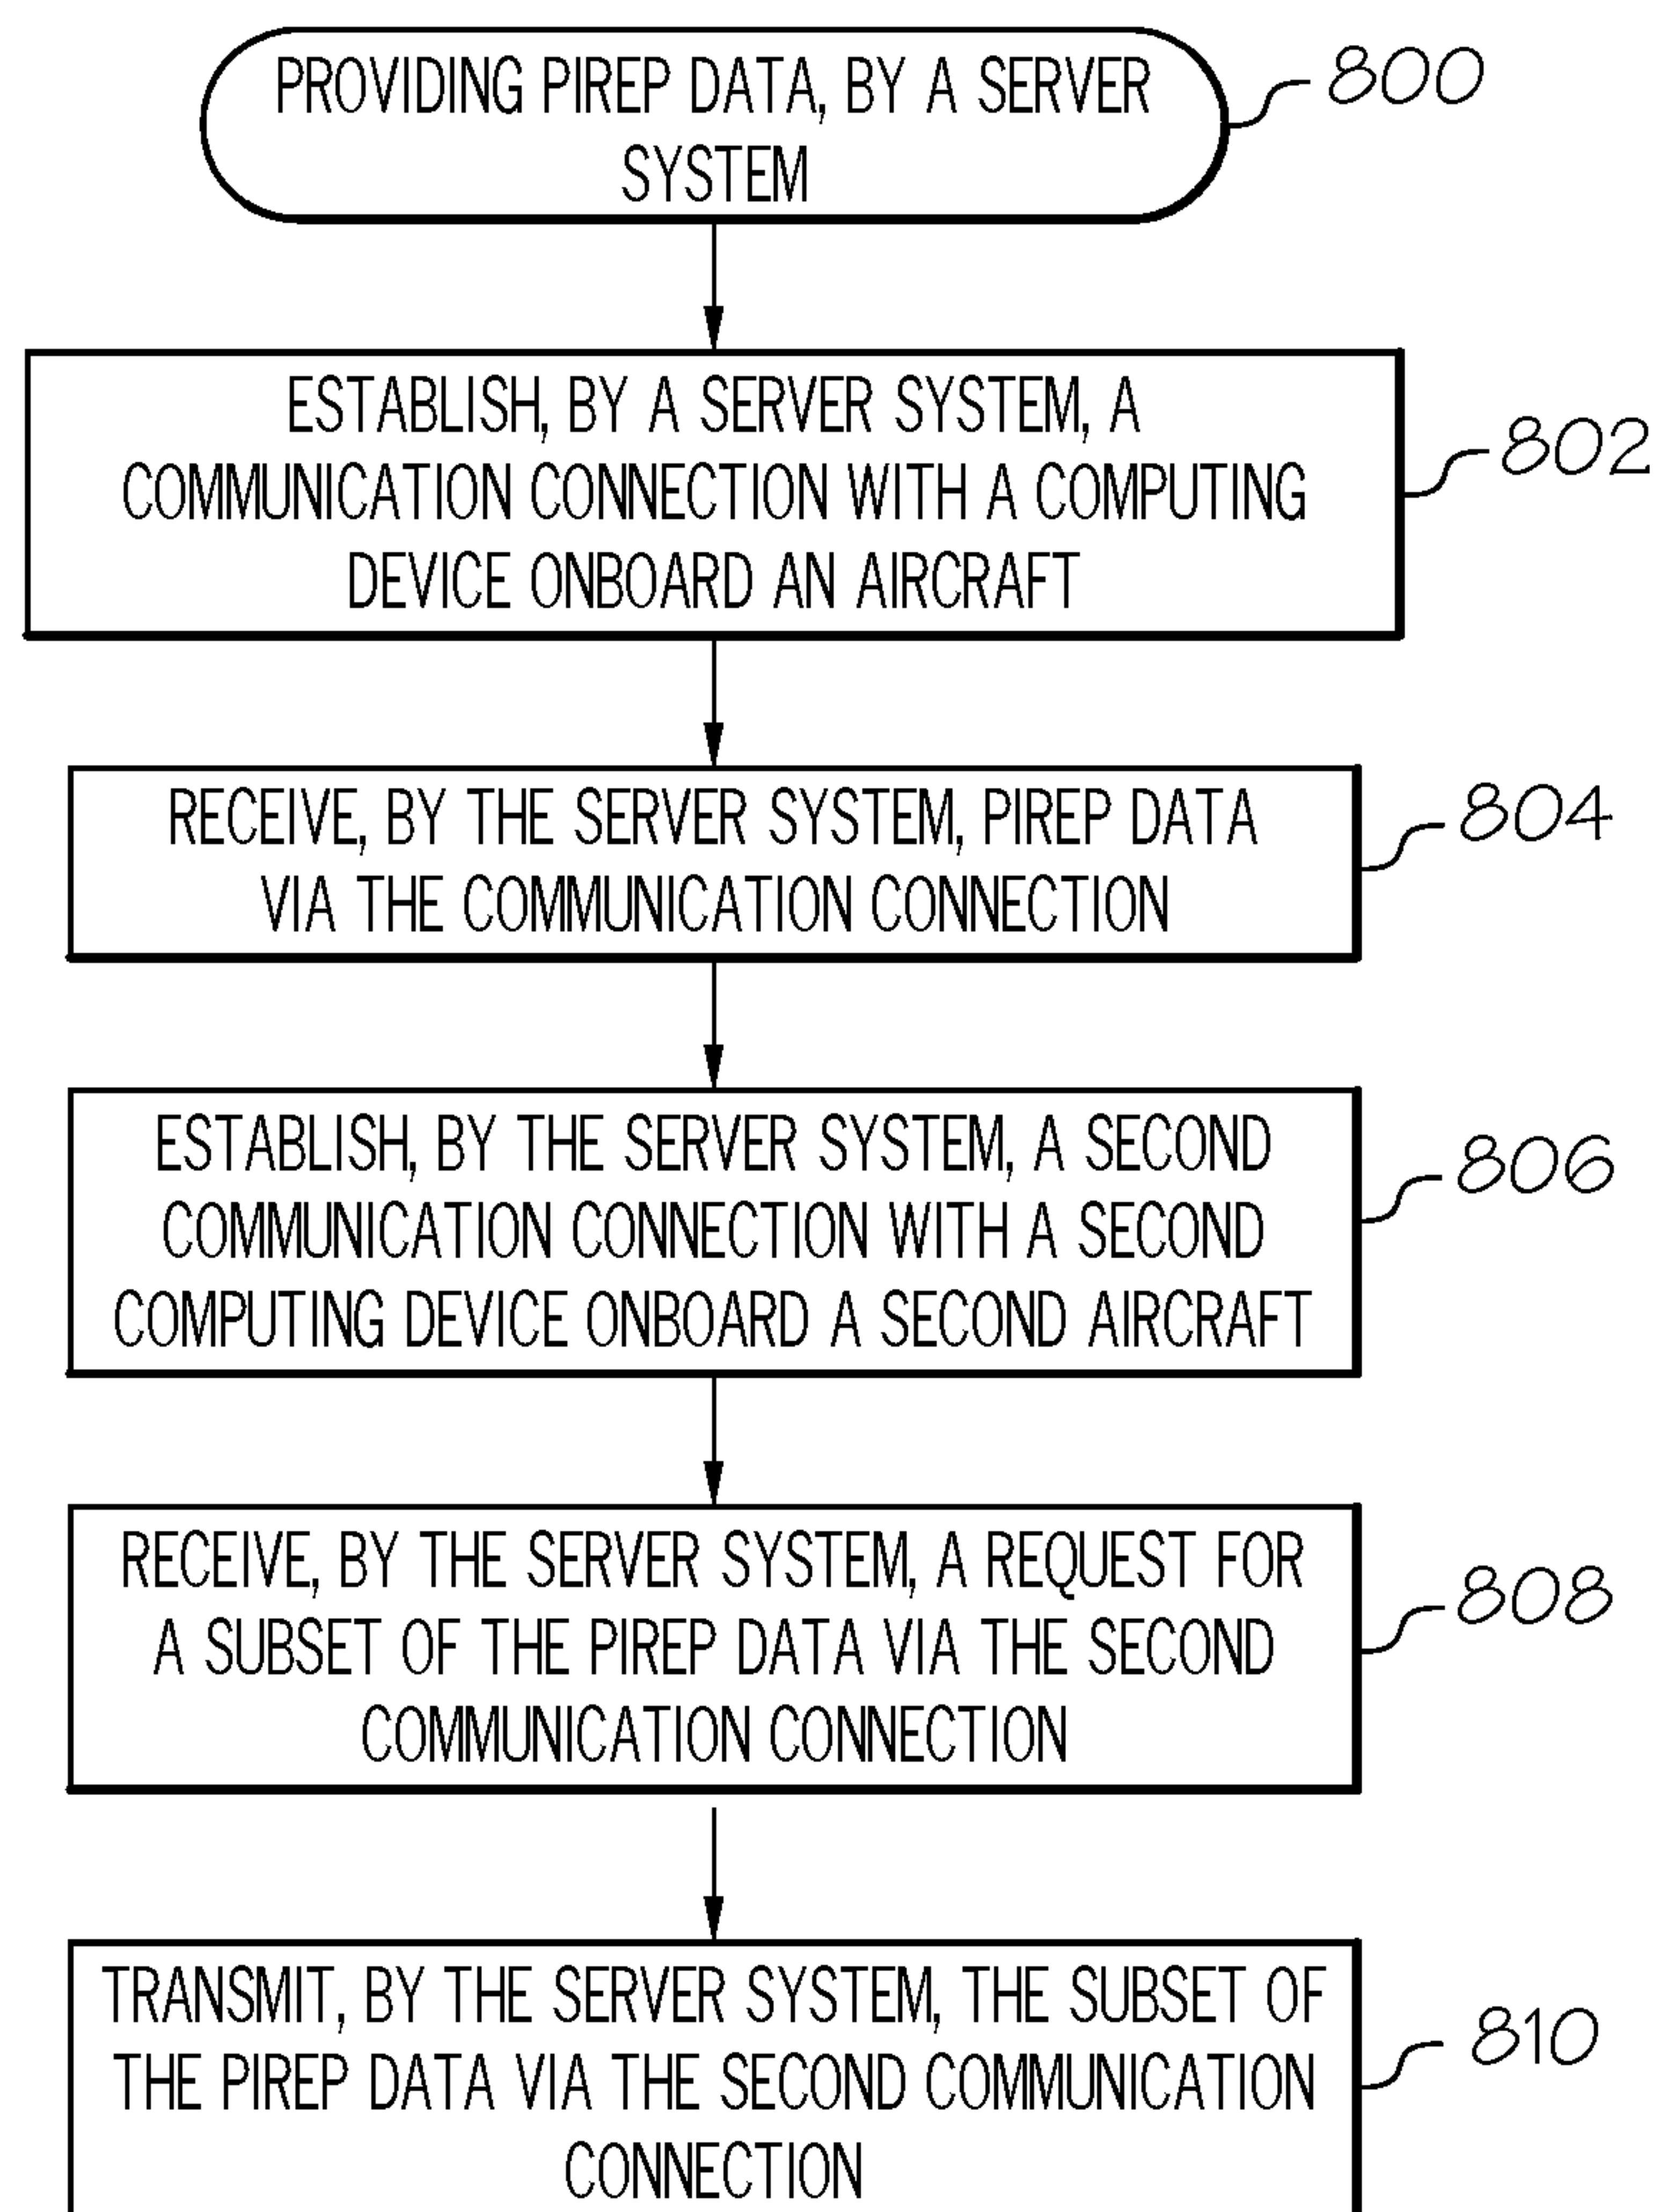 PROVIDING PIREP DATA, BY A SERVER
SYSTEM
800
ESTABLISH, BY A SERVER SYSTEM, A
COMMUNICATION CONNECTION WITH A COMPUTING
DEVICE ONBOARD AN AIRCRAFT
802
RECEIVE, BY THE SERVER SYSTEM, PIREP DATA
VIA THE COMMUNICATION CONNECTION
804
ESTABLISH, BY THE SERVER SYSTEM, A SECOND
COMMUNICATION CONNECTION WITH A SECOND
COMPUTING DEVICE ONBOARD A SECOND AIRCRAFT
806
RECEIVE, BY THE SERVER SYSTEM, A REQUEST FOR
A SUBSET OF THE PIREP DATA VIA THE SECOND
COMMUNICATION CONNECTION
808
TRANSMIT, BY THE SERVER SYSTEM, THE SUBSET OF
THE PIREP DATA VIA THE SECOND COMMUNICATION
CONNECTION
810